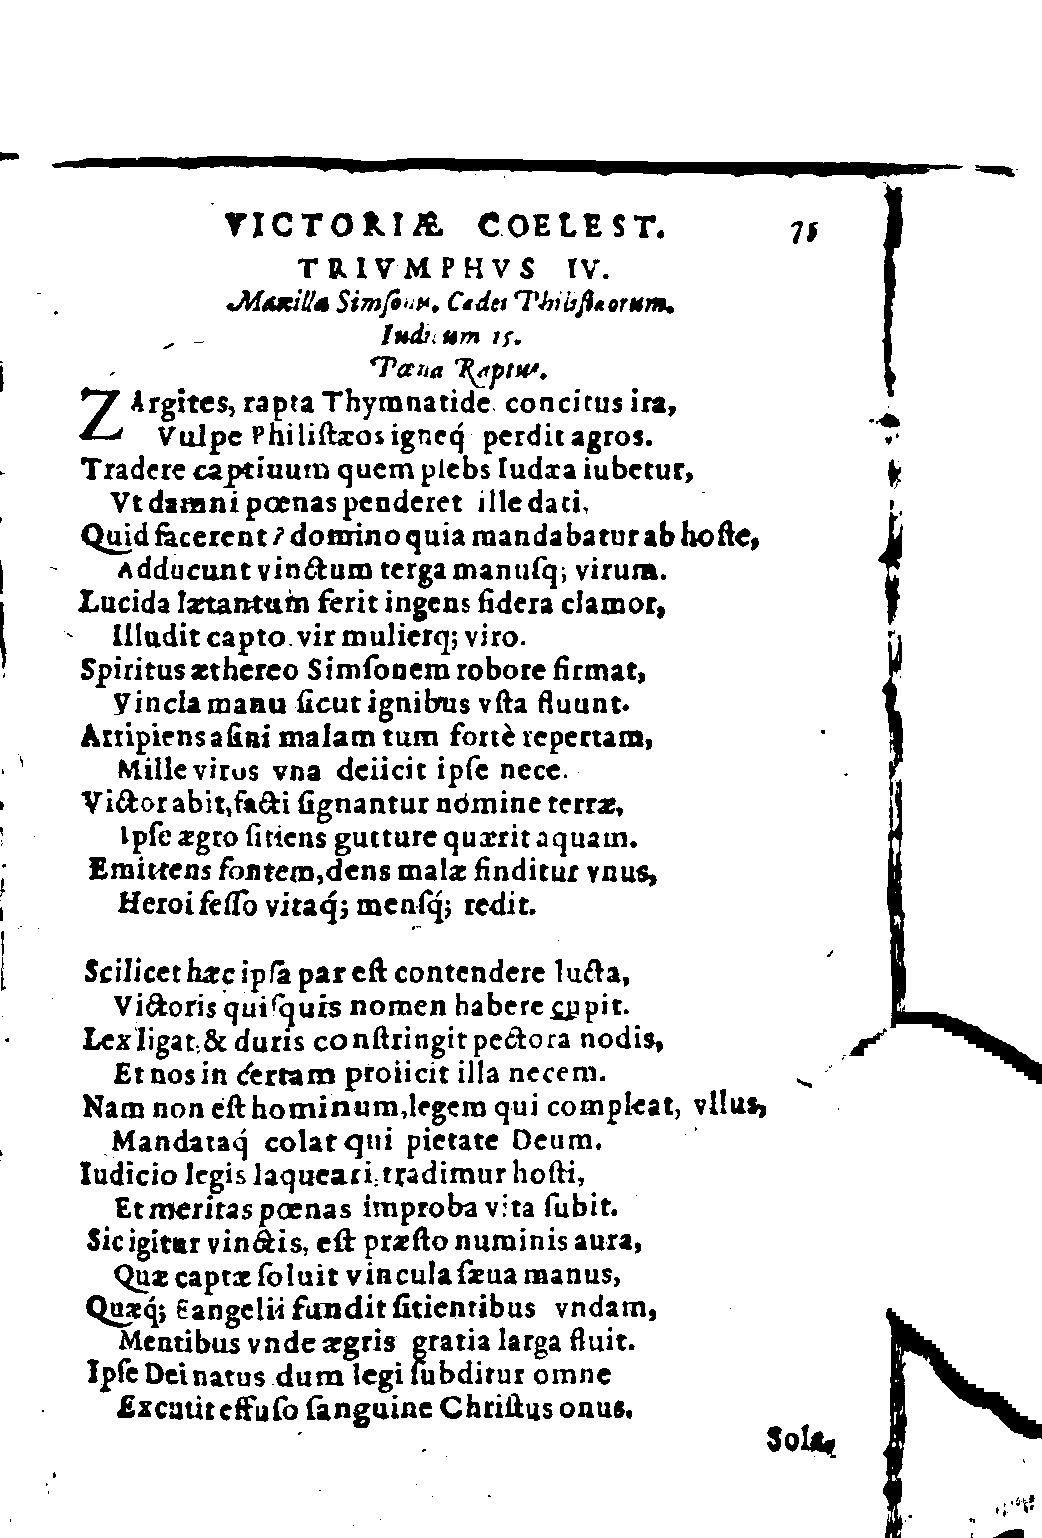 VICTORIÆ COELEST. 75
TRIVMPHVS IV.
Maxilla Simſon. Cedes Philiſtæorum.
Iudicum 15.
Pœna Raptus.
ZArgites, rapta Thymnatide concitus ira,
Vulpe Philiſtæos igneq́ perdit agros.
Tradere captiuum quem plebs Iudæa iubetur,
Vt damni pœnas penderet ille dati.
Quid facerent? domino quia mandabatur ab hoſte,
Adducunt vinctum terga manuſq; virum.
Lucida lætantum ferit ingens ſidera clamor,
Illudit capto vir mulierq; viro.
Spiritus æthereo Simſonem robore firmat,
Vincla manu ſicut ignibus vſta fluunt.
Arripiens aſini malam tum fortè repertam,
Mille viros vna deiicit ipſe nece.
Victor abit, facti ſignantur nomine terræ,
Ipſe ægro ſitiens gutture quærit aquam.
Emittens fontem, dens malæ finditur vnus,
Heroi feſſo vitaq́; menſq́; redit.
Scilicet hæc ipſa par eſt contendere lucta,
Victoris quiſquis nomen habere cupit.
Lex ligat, & duris conſtringit pectora nodis,
Et nos in certam proiicit illa necem.
Nam non eſt hominum, legem qui compleat, vllus,
Mandataq́ colat qui pietate Deum.
Iudicio legis laqueari tradimur hoſti,
Et meritas pœnas improba vita ſubit.
Sic igitur vinctis, eſt præſto numinis aura,
Quæ captæ ſoluit vincula ſæua manus,
Quæq́; Eangelii fundit ſitientibus vndam,
Mentibus vnde ægris gratia larga fluit.
Ipſe Dei natus dum legi ſubditur omne
Excutit effuſo ſanguine Chriſtus onus.
Sola,